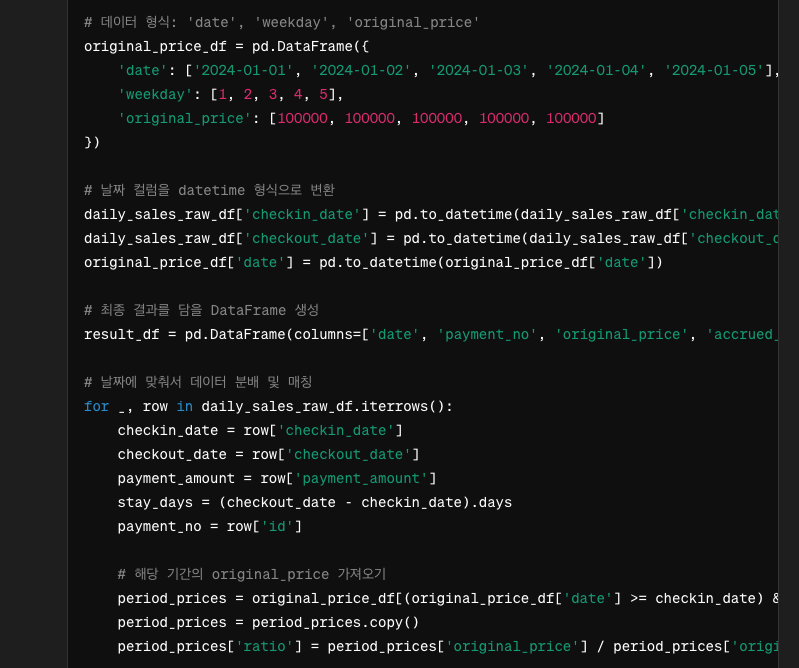 # 데이터 형식: 'date', 'weekday', 'original_price'
original_price_df = pd.DataFrame({
    'date': ['2024-01-01', '2024-01-02', '2024-01-03', '2024-01-04', '2024-01-05'],
    'weekday': [1, 2, 3, 4, 5],
    'original_price': [100000, 100000, 100000, 100000, 100000]
})
# 날짜 컬럼을 datetime 형식으로 변환
daily_sales_raw_df['checkin_date'] = pd.to_datetime(daily_sales_raw_df['checkin_dat
daily_sales_raw_df['checkout_date'] = pd.to_datetime(daily_sales_raw_df['checkout_d
original_price_df['date'] = pd.to_datetime(original_price_df['date'])
# 최종 결과를 담을 DataFrame 생성
result_df = pd.DataFrame(columns=['date', 'payment_no', 'original_price', 'accrued_
# 날짜에 맞춰서 데이터 분배 및 매칭
for _, row in daily_sales_raw_df.iterrows():
    checkin_date = row['checkin_date']
    checkout_date = row['checkout_date']
    payment_amount = row['payment_amount']
    stay_days = (checkout_date - checkin_date).days
    payment_no = row['id']
    # 해당 기간의 original_price 가져오기
    period_prices = original_price_df[(original_price_df['date'] >= checkin_date) &
    period_prices = period_prices.copy()
    period_prices['ratio'] = period_prices['original_price'] / period_prices['origi